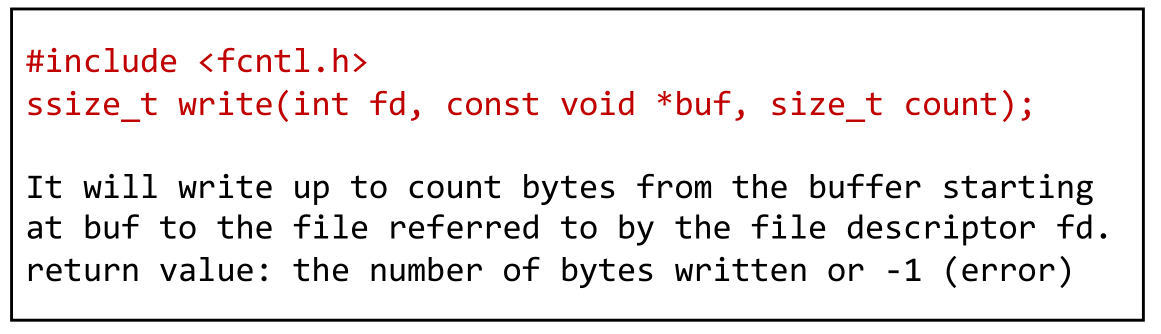 #include <fcntl.h>
ssize_t write(int fd, const void *buf, size_t count);
It will write up to count bytes from the buffer starting
at buf to the file referred to by the file descriptor fd.
return value: the number of bytes written or -1 (error)